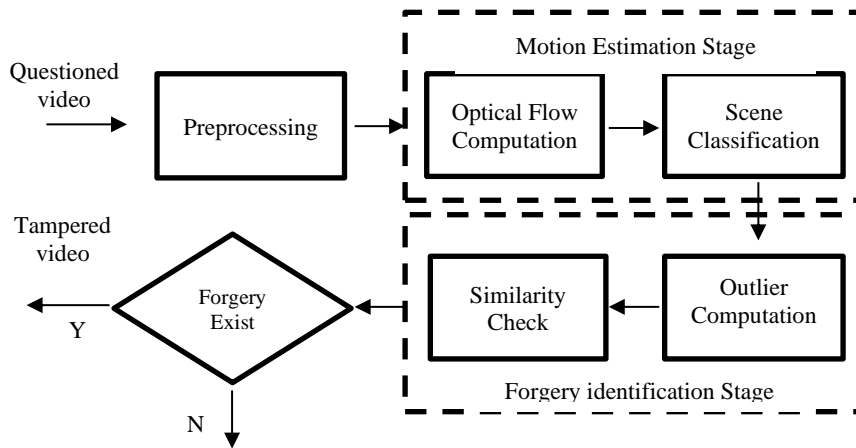 Motion Estimation Stage
Questioned
video
Preprocessing
Optical Flow
Computation
Scene
Classification
Tampered
video
Forgery
Exist
Similarity
Check
Outlier
Computation
Y
Forgery identification Stage
N